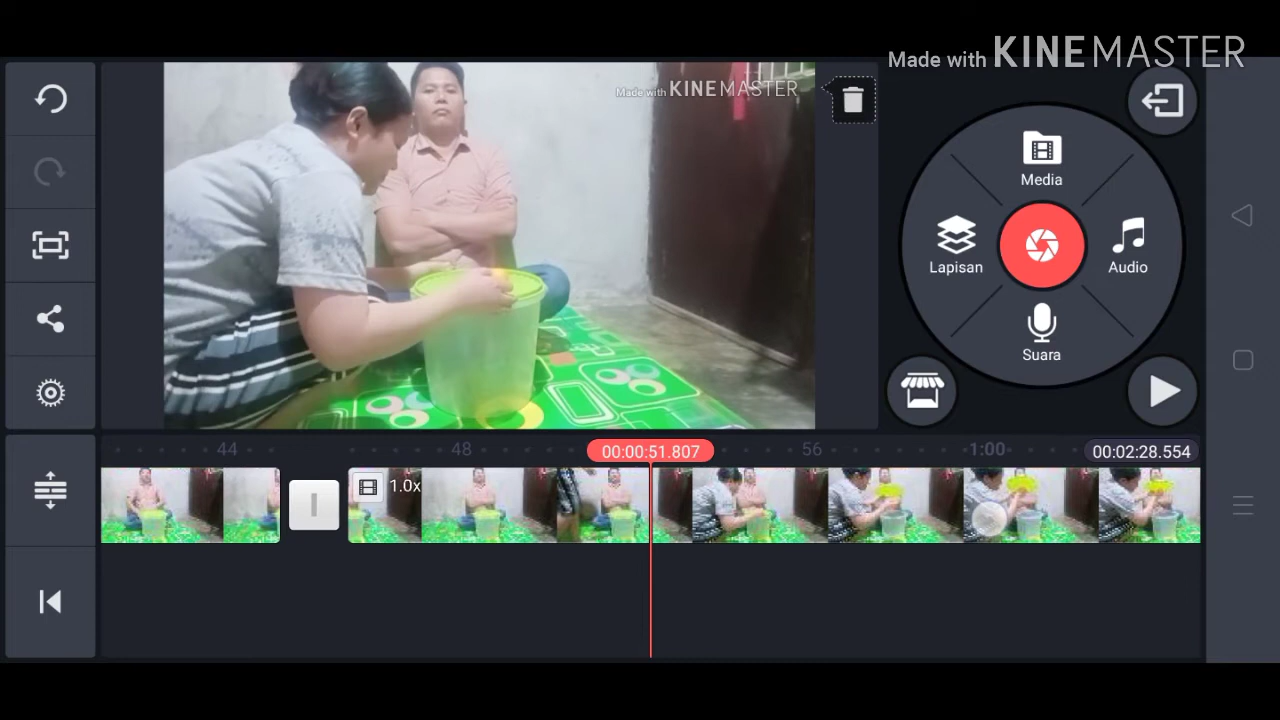 Made with KINEMASTER
Made with KINEMASTER
Media
Lapisan
Audio
Suara
44
48
00:00:51.807
56
1:00
00:02:28.554
1.0x